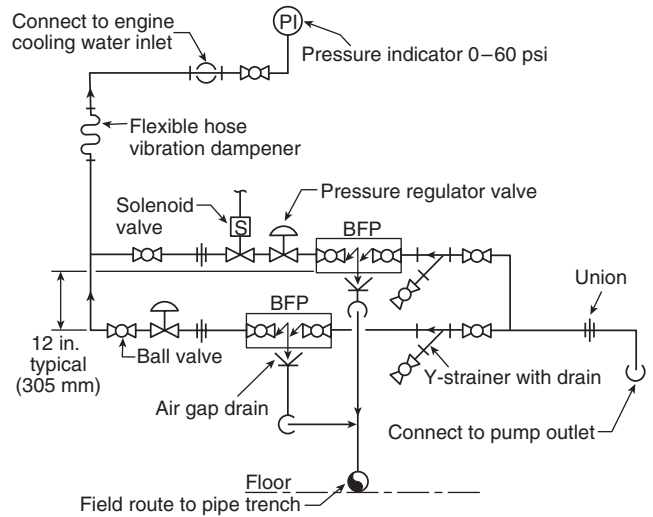 Connect to engine
cooling water inlet
PI
Pressure indicator 0–60 psi
Flexible hose
vibration dampener
Solenoid
valve
S
Pressure regulator valve
BFP
BFP
Union
12 in.
typical
(305 mm)
Ball valve
Y-strainer with drain
Air gap drain
Connect to pump outlet
Floor
Field route to pipe trench